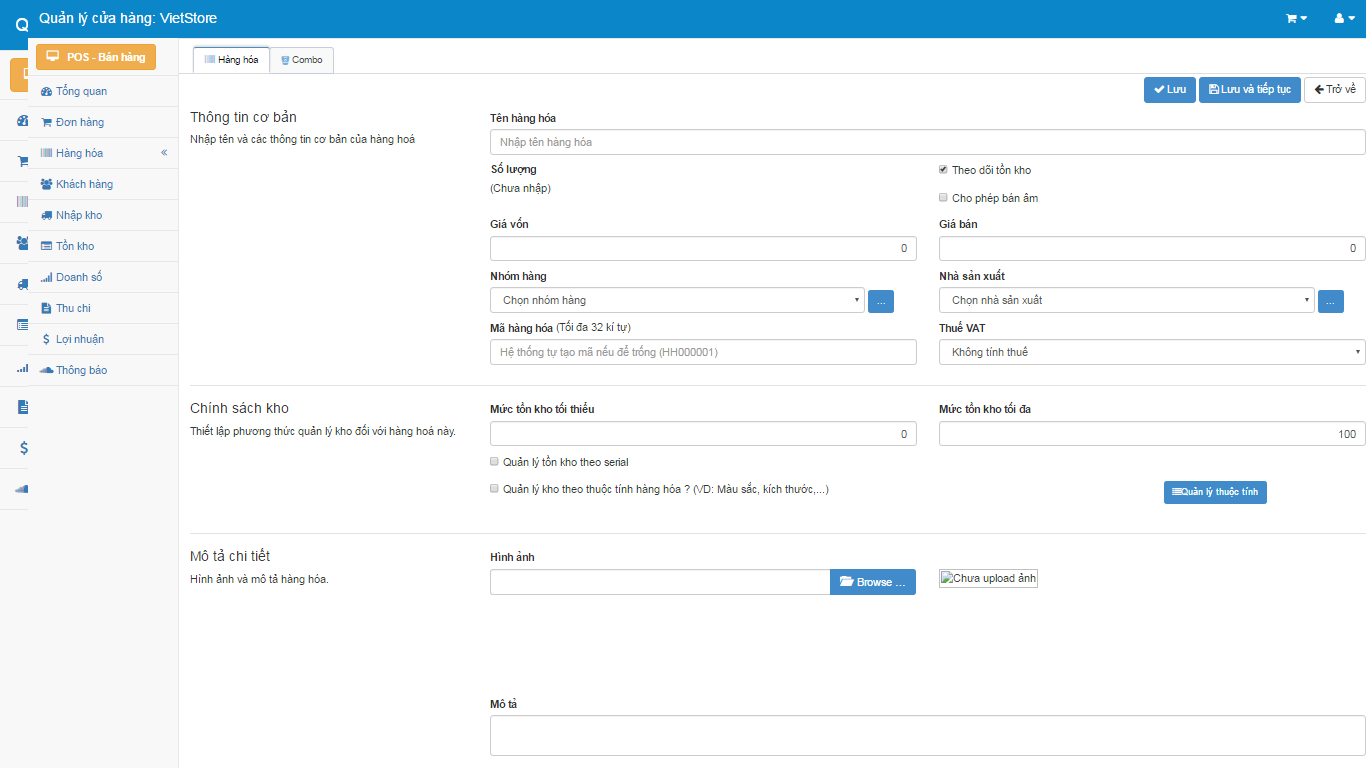 Q
Quản lý cửa hàng: VietStore
POS - Bán hàng
Tổng quan
Đơn hàng
Hàng hóa
Khách hàng
Nhập kho
Tồn kho
Doanh số
Thu chi
Lợi nhuận
Thông báo
Hàng hóa
Combo
Lưu
Lưu và tiếp tục
Trở về
Thông tin cơ bản
Nhập tên và các thông tin cơ bản của hàng hoá
Tên hàng hóa
Nhập tên hàng hóa
Số lượng
(Chưa nhập)
Theo dõi tồn kho
Cho phép bán âm
Giá vốn
Giá bán
0
0
Nhóm hàng
Nhà sản xuất
Chọn nhóm hàng
...
Chọn nhà sản xuất
...
Mã hàng hóa (Tối đa 32 kí tự)
Thuế VAT
Hệ thống tự tạo mã nếu để trống (HH000001)
Không tính thuế
Chính sách kho
Thiết lập phương thức quản lý kho đối với hàng hoá này.
Mức tồn kho tối thiểu
Mức tồn kho tối đa
0
100
Quản lý tồn kho theo serial
Quản lý kho theo thuộc tính hàng hóa ? (VD: Màu sắc, kích thước,...)
Quản lý thuộc tính
Mô tả chi tiết
Hình ảnh và mô tả hàng hóa.
Hình ảnh
Browse ...
Chưa upload ảnh
Mô tả